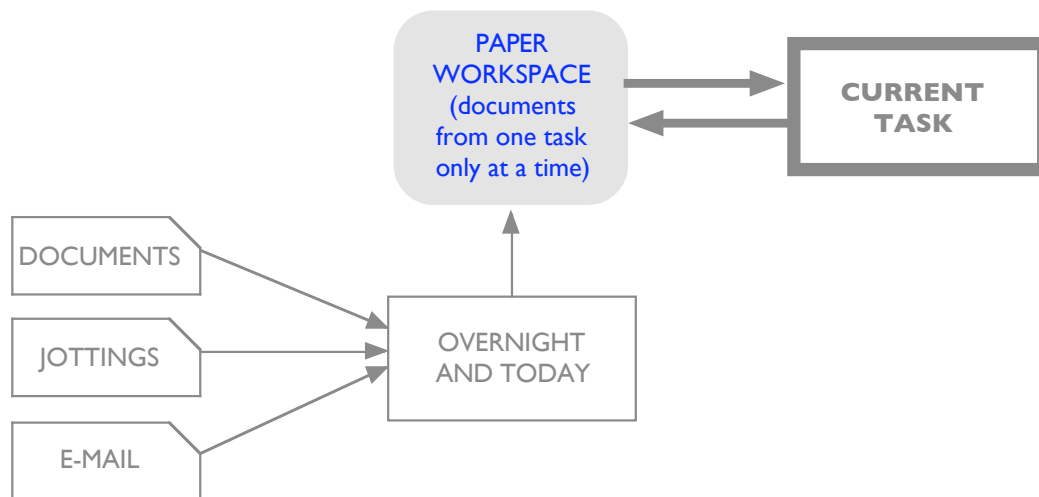 PAPER
WORKSPACE
(documents
from one task
only at a time)
CURRENT
TASK
DOCUMENTS
JOTTINGS
E-MAIL
OVERNIGHT
AND TODAY